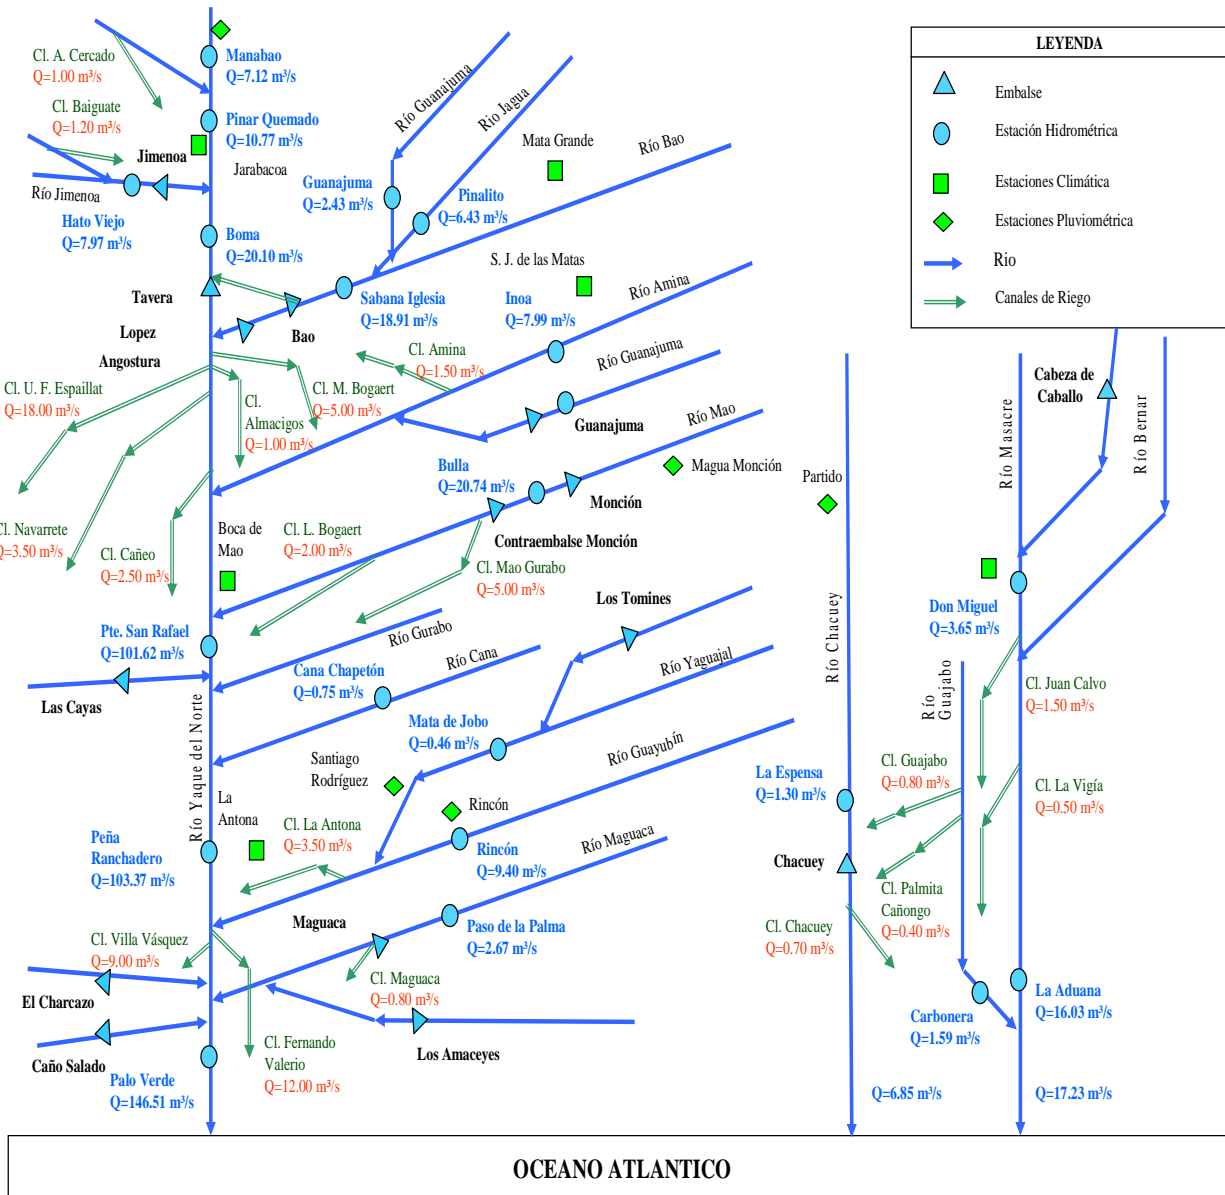 LEYENDA
Embalse
Estación Hidrométrica
Estaciones Climática
Estaciones Pluviométrica
Rio
Canales de Riego
Cl. A. Cercado
Q=1.00 m³/s
Manabao
Q=7.12 m³/s
Cl. Baiguate
Q=1.20 m³/s
Pinar Quemado
Q=10.77 m³/s
Jimenoa
Jarabacoa
Río Jimenoa
Hato Viejo
Q=7.97 m³/s
Boma
Q=20.10 m³/s
Río Guanajuma
Rio Jagua
Mata Grande
Río Bao
Guanajuma
Q=2.43 m³/s
Pinalito
Q=6.43 m³/s
Tavera
Lopez
Angostura
Bao
Sabana Iglesia
Q=18.91 m³/s
S. J. de las Matas
Inoa
Q=7.99 m³/s
Río Amina
Cl. Amina
Q=1.50 m³/s
Río Guanajuma
Guanajuma
Cl. U. F. Espaillat
Q=18.00 m³/s
Cl.
Almacigos
Q=1.00 m³/s
Cl. M. Bogaert
Q=5.00 m³/s
Río Mao
Bulla
Q=20.74 m³/s
Monción
Magua Monción
Contraembalse Monción
Cl. Navarrete
Q=3.50 m³/s
Cl. Cañeo
Q=2.50 m³/s
Boca de
Mao
Cl. L. Bogaert
Q=2.00 m³/s
Cl. Mao Gurabo
Q=5.00 m³/s
Los Tomines
Pte. San Rafael
Q=101.62 m³/s
Río Gurabo
Río Cana
Cana Chapetón
Q=0.75 m³/s
Las Cayas
Río Yaguajal
Mata de Jobo
Q=0.46 m³/s
Río Guayubín
Santiago
Rodríguez
Rincón
Río Yaque del Norte
La
Antona
Cl. La Antona
Q=3.50 m³/s
Rincón
Q=9.40 m³/s
Río Maguaca
Peña
Ranchadero
Q=103.37 m³/s
Maguaca
Paso de la Palma
Q=2.67 m³/s
Cl. Villa Vásquez
Q=9.00 m³/s
Cl. Maguaca
Q=0.80 m³/s
El Charcazo
Caño Salado
Los Amaceyes
Cl. Fernando
Valerio
Q=12.00 m³/s
Palo Verde
Q=146.51 m³/s
Partido
Río Chacuey
La Espensa
Q=1.30 m³/s
Chacuey
Cl. Chacuey
Q=0.70 m³/s
Q=6.85 m³/s
Cabeza de
Caballo
Río Masacre
Río Bernar
Don Miguel
Q=3.65 m³/s
Río
Guajabo
Cl. Juan Calvo
Q=1.50 m³/s
Cl. Guajabo
Q=0.80 m³/s
Cl. La Vigía
Q=0.50 m³/s
Cl. Palmita
Cañongo
Q=0.40 m³/s
Carbonera
Q=1.59 m³/s
La Aduana
Q=16.03 m³/s
Q=17.23 m³/s
OCEANO ATLANTICO